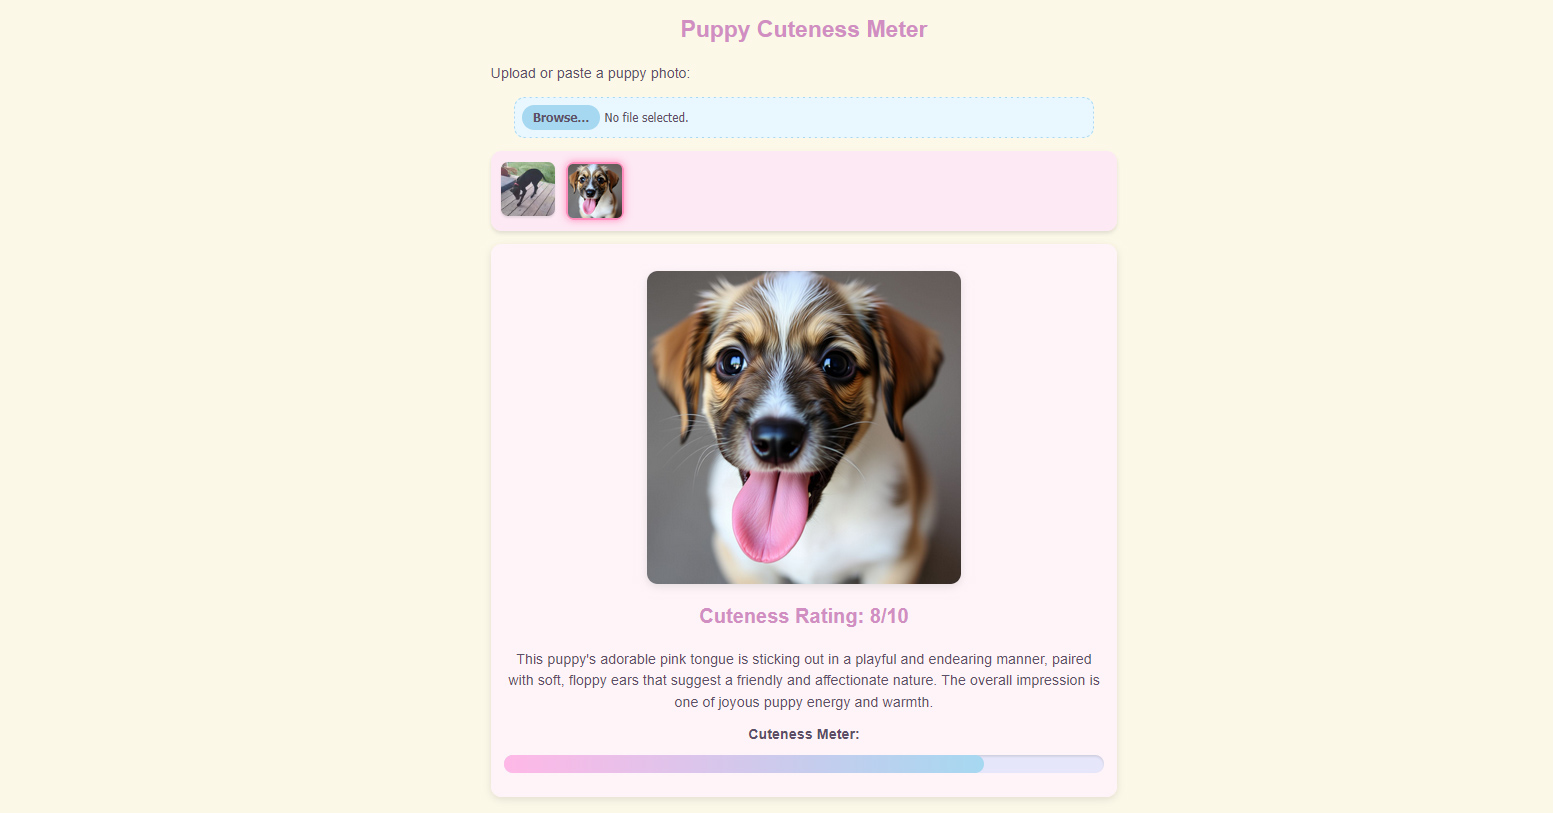 Puppy Cuteness Meter
Upload or paste a puppy photo:
Browse... No file selected.
Cuteness Rating: 8/10
This puppy's adorable pink tongue is sticking out in a playful and endearing manner, paired
with soft, floppy ears that suggest a friendly and affectionate nature. The overall impression is
one of joyous puppy energy and warmth.
Cuteness Meter: